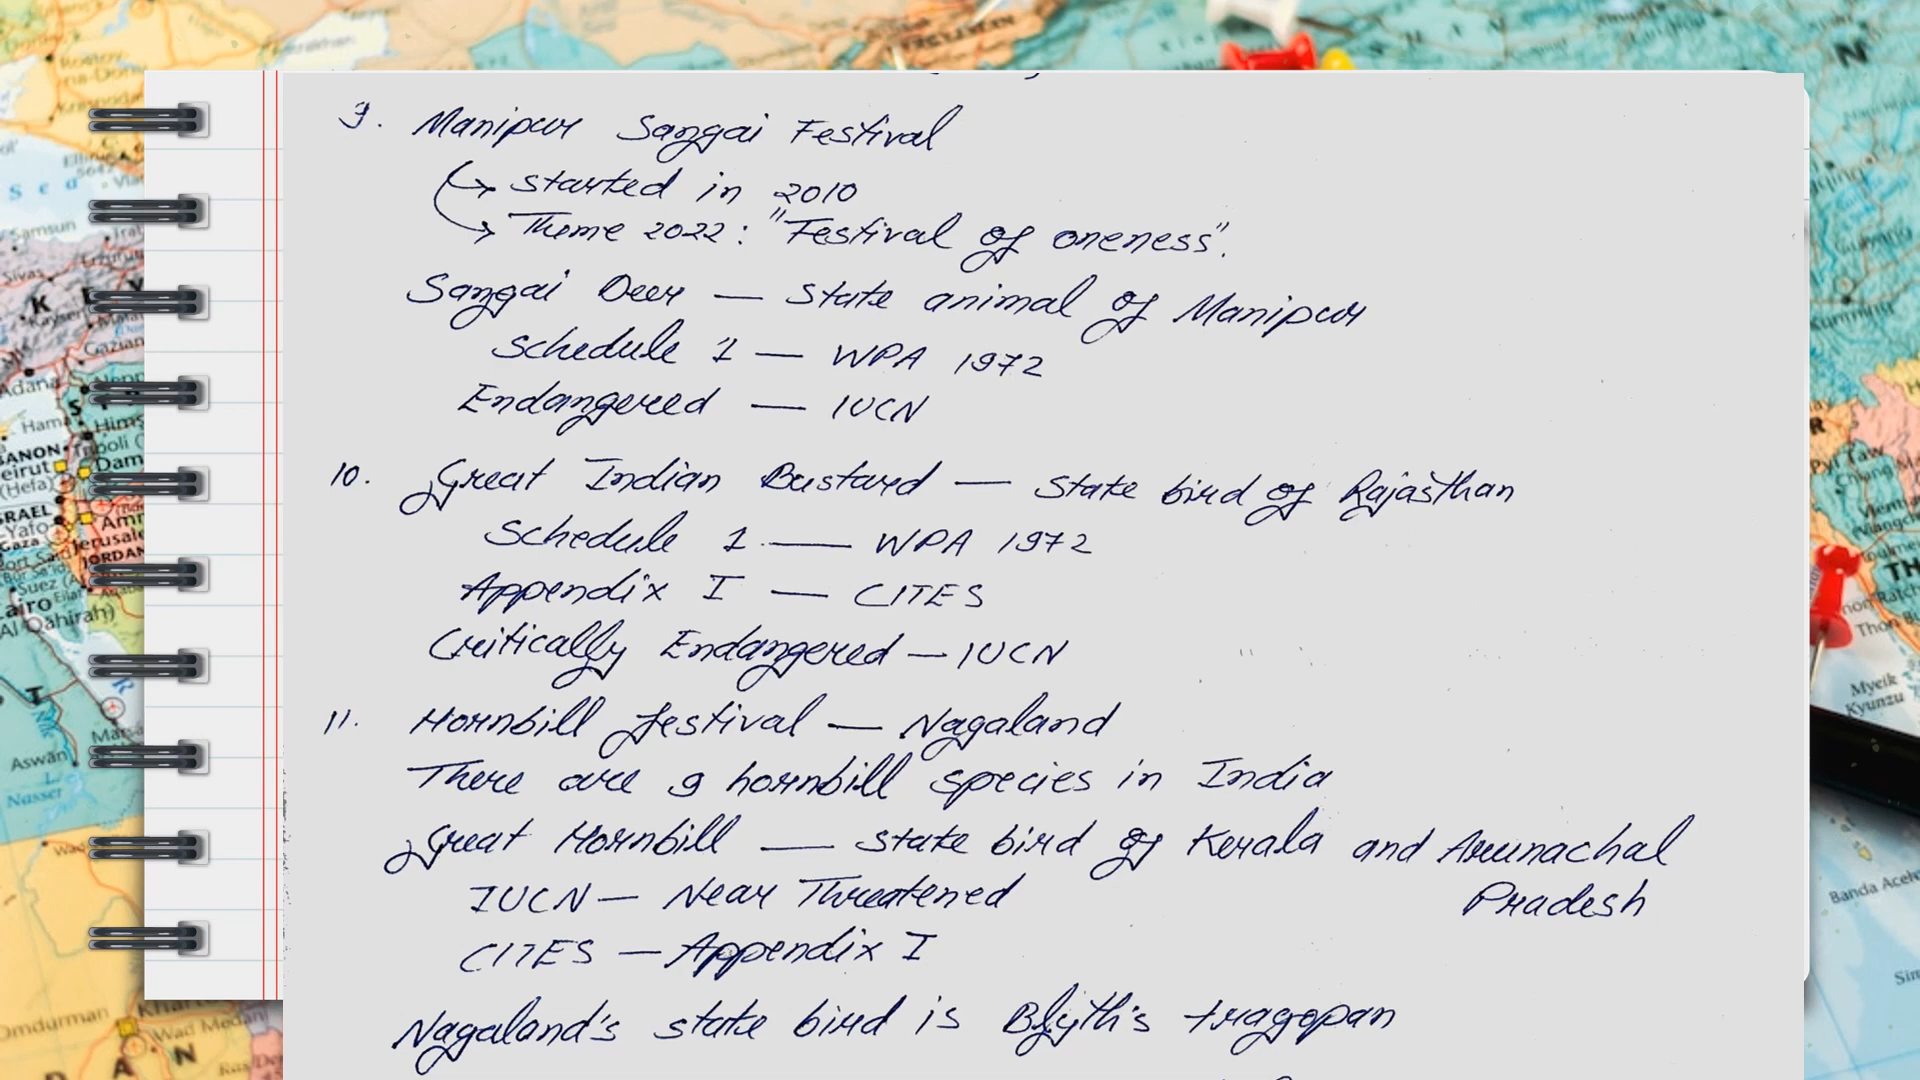 9. Manipur Sangai Festival
↳ started in 2010
↳ Theme 2022: "Festival of oneness".
Sangai Deer — State animal of Manipur
Schedule 1 — WPA 1972
Endangered — IUCN
10. Great Indian Bustard — State bird of Rajasthan
Schedule 1 — WPA 1972
Appendix I — CITES
Critically Endangered — IUCN
11. Hornbill festival — Nagaland
There are 9 hornbill species in India
Great Hornbill — state bird of Kerala and Arunachal
Pradesh
IUCN — Near Threatened
CITES — Appendix I
Nagaland's state bird is Blyth's tragopan